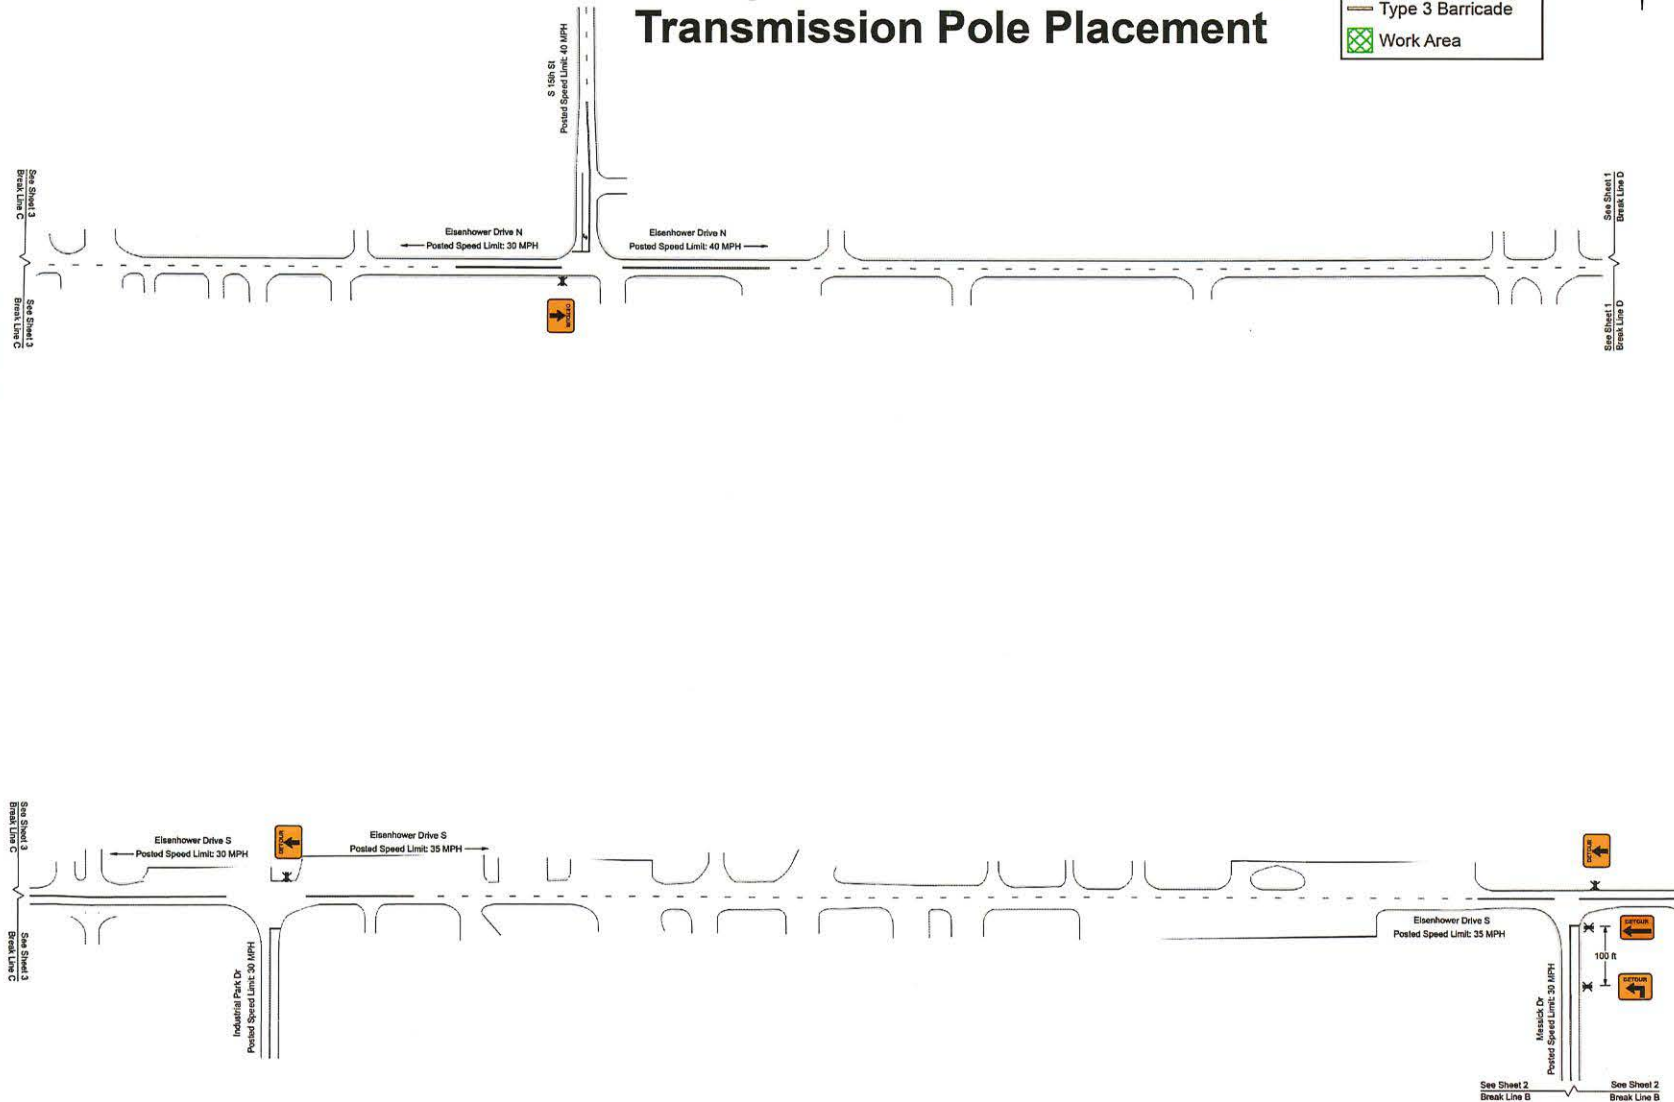 Transmission Pole Placement
Type 3 Barricade
Work Area
S 15th St
Posted Speed Limit: 40 MPH
See Sheet 3
Break Line C
See Sheet 3
Break Line C
Eisenhower Drive N
Posted Speed Limit: 30 MPH
Eisenhower Drive N
Posted Speed Limit: 40 MPH
DETOUR
See Sheet 1
Break Line D
See Sheet 1
Break Line D
See Sheet 3
Break Line C
See Sheet 3
Break Line C
Eisenhower Drive S
Posted Speed Limit: 30 MPH
DETOUR
Eisenhower Drive S
Posted Speed Limit: 35 MPH
Industrial Park Dr
Posted Speed Limit: 30 MPH
DETOUR
Eisenhower Drive S
Posted Speed Limit: 35 MPH
DETOUR
100 ft
DETOUR
Messick Dr
Posted Speed Limit: 30 MPH
See Sheet 2
Break Line B
See Sheet 2
Break Line B